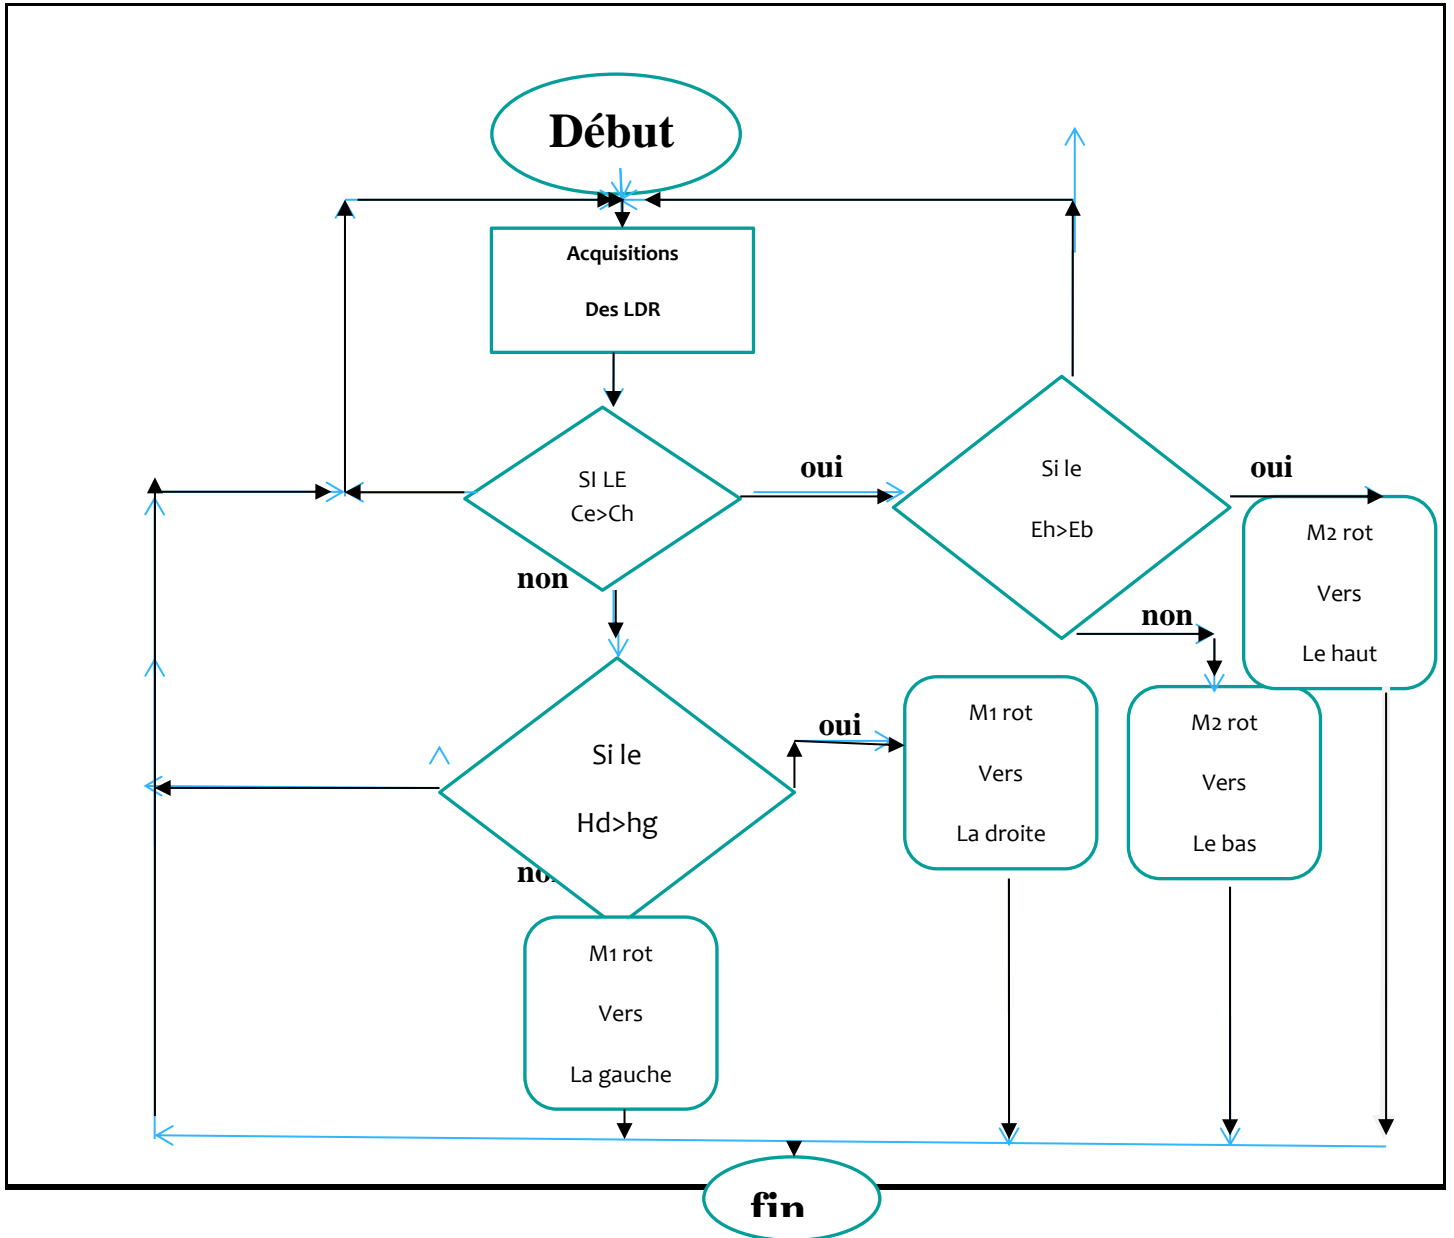 Début
Acquisitions
Des LDR
SI LE
Ce>Ch
oui
non
Si le
Eh>Eb
oui
non
M2 rot
Vers
Le haut
M2 rot
Vers
Le bas
Si le
Hd>hg
oui
M1 rot
Vers
La droite
M1 rot
Vers
La gauche
fin